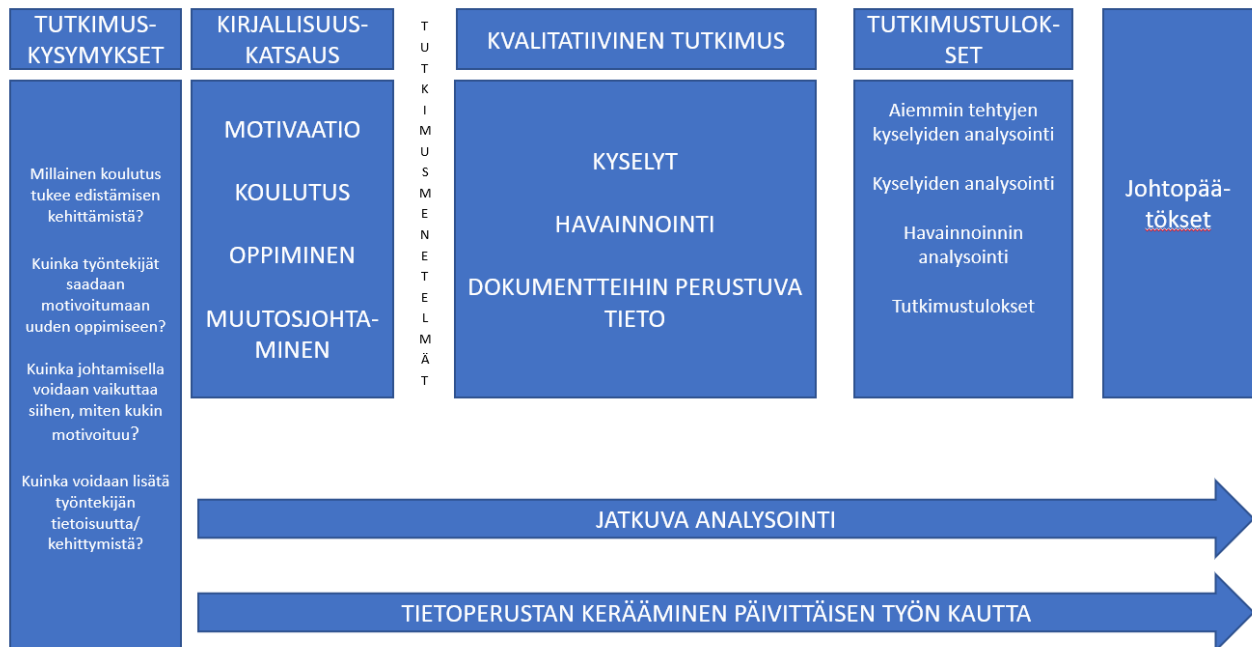 TUTKIMUS-
KYSYMYKSET
Millainen koulutus
tukee edistämisen
kehittämistä?
Kuinka työntekijät
saadaan
motivoitumaan
uuden oppimiseen?
Kuinka johtamisella
voidaan vaikuttaa
siihen, miten kukin
motivoituu?
Kuinka voidaan lisätä
työntekijän
tietoisuutta/
kehittymistä?
KIRJALLISUUS-
KATSAUS
MOTIVAATIO
KOULUTUS
OPPIMINEN
MUUTOSJOHTA-
MINEN
T
U
T
K
I
M
U
S
M
E
N
E
T
E
L
M
Ä
T
KVALITATIIVINEN TUTKIMUS
KYSELYT
HAVAINNOINTI
DOKUMENTTEIHIN PERUSTUVA
TIETO
TUTKIMUSTULOK-
SET
Aiemmin tehtyjen
kyselyiden analysointi
Kyselyiden analysointi
Havainnoinnin
analysointi
Tutkimustulokset
Johtopää-
tökset
JATKUVA ANALYSOINTI
TIETOPERUSTAN KERÄÄMINEN PÄIVITTÄISEN TYÖN KAUTTA